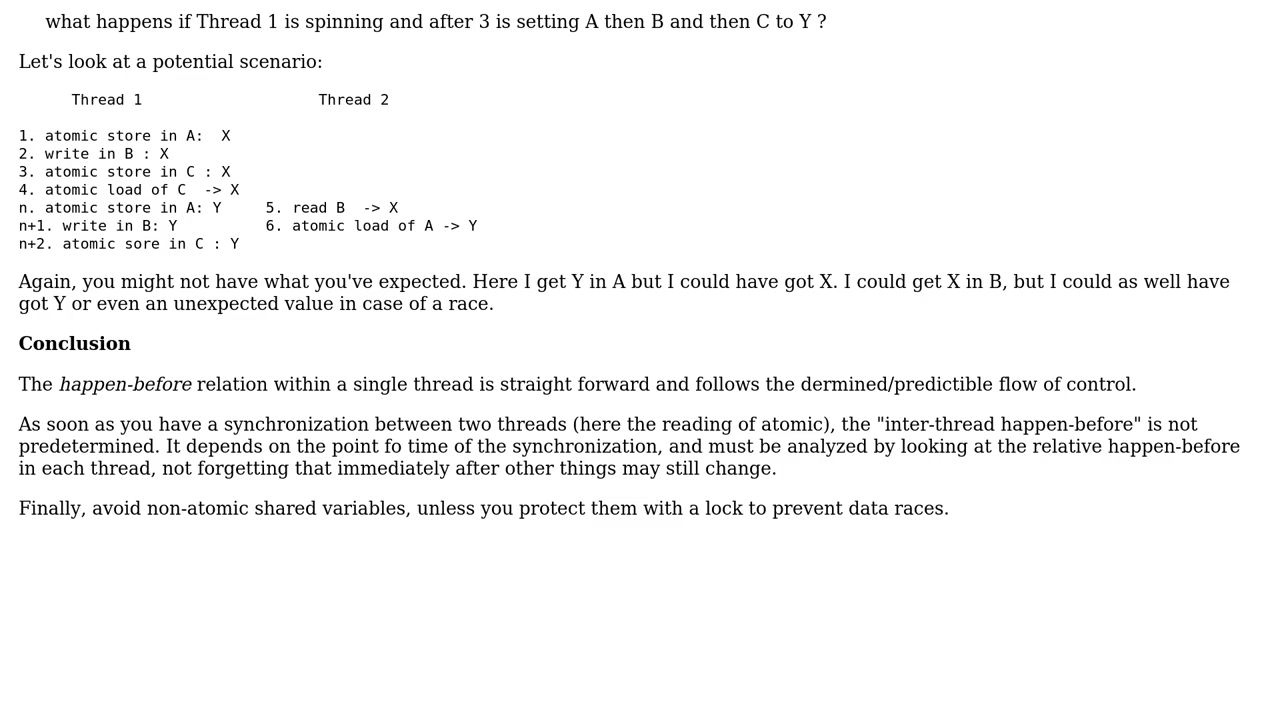 what happens if Thread 1 is spinning and after 3 is setting A then B and then C to Y ?
Let's look at a potential scenario:
Thread 1                    Thread 2
1. atomic store in A:  X
2. write in B : X
3. atomic store in C : X
4. atomic load of C  -> X
n. atomic store in A: Y     5. read B  -> X
n+1. write in B: Y          6. atomic load of A -> Y
n+2. atomic sore in C : Y
Again, you might not have what you've expected. Here I get Y in A but I could have got X. I could get X in B, but I could as well have
got Y or even an unexpected value in case of a race.
Conclusion
The happen-before relation within a single thread is straight forward and follows the dermined/predictible flow of control.
As soon as you have a synchronization between two threads (here the reading of atomic), the "inter-thread happen-before" is not
predetermined. It depends on the point fo time of the synchronization, and must be analyzed by looking at the relative happen-before
in each thread, not forgetting that immediately after other things may still change.
Finally, avoid non-atomic shared variables, unless you protect them with a lock to prevent data races.